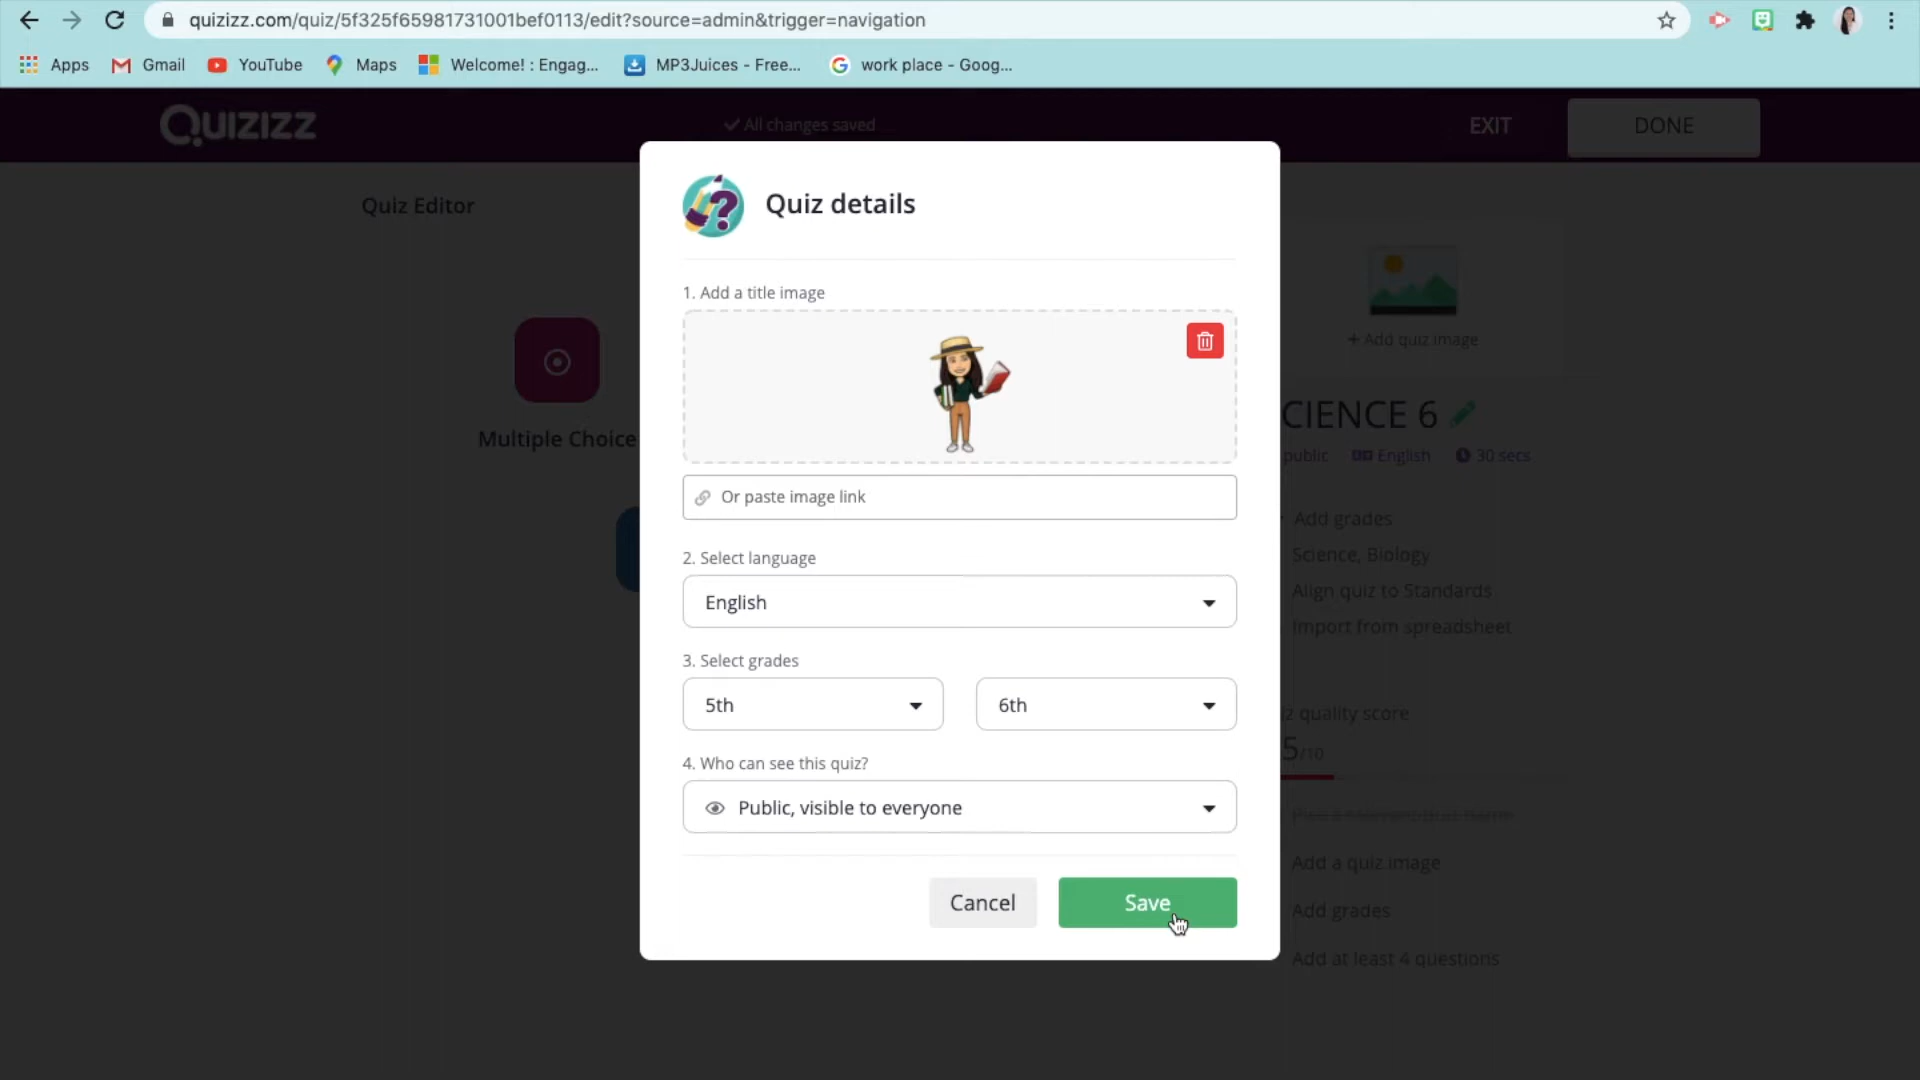 quizizz.com/quiz/5f325f65981731001bef0113/edit?source=admin&trigger=navigation
Apps Gmail YouTube Maps Welcome! : Engag... MP3Juices - Free... work place - Goog...
Quizizz All changes saved EXIT DONE
Quiz Editor
Quiz details
1. Add a title image
+ Add quiz image
CIENCE 6
Multiple Choice
public English 30 secs
Or paste image link
Add grades
Science, Biology
2. Select language
Align quiz to Standards
English
Import from spreadsheet
3. Select grades
5th 6th
z quality score
5/10
4. Who can see this quiz?
Public, visible to everyone
Add a quiz image
Cancel Save
Add grades
Add at least 4 questions